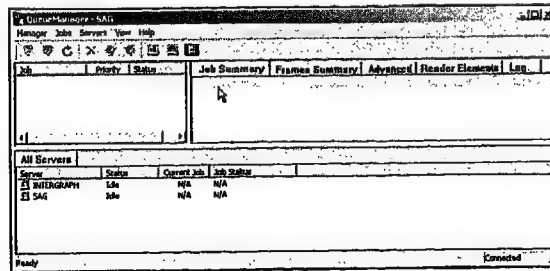 QueueManager - SAG
Manager Jobs Servers View Help
Job Priority Status
Job Summary Frames Summary Advanced Render Elements Log
All Servers
Server Status Current Job Job Status
INTERGRAPH Idle N/A N/A
SAG Idle N/A N/A
Ready Connected